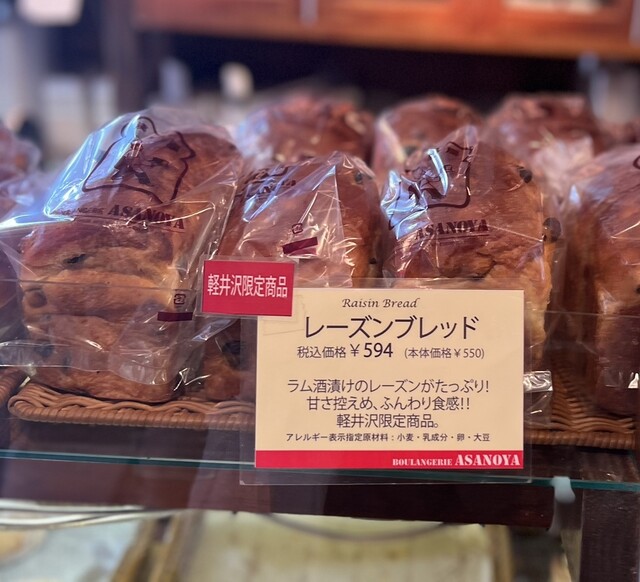 ASANOYA
ASANOYA
ASANOYA
軽井沢限定商品
Raisin Bread
レーズンブレッド
税込価格￥594 (本体価格￥550)
ラム酒漬けのレーズンがたっぷり!
甘さ控えめ、ふんわり食感!!
軽井沢限定商品。
アレルギー表示指定原材料：小麦・乳成分・卵・大豆
BOULANGERIE ASANOYA